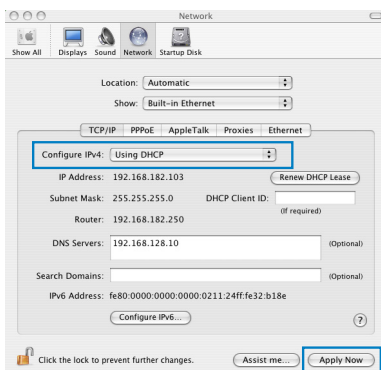 Network
Show All Displays Sound Network Startup Disk
Location: Automatic
Show: Built-in Ethernet
TCP/IP PPPoE AppleTalk Proxies Ethernet
Configure IPv4: Using DHCP
IP Address: 192.168.182.103 Renew DHCP Lease
Subnet Mask: 255.255.255.0 DHCP Client ID:
(If required)
Router: 192.168.182.250
DNS Servers: 192.168.128.10 (Optional)
Search Domains: (Optional)
IPv6 Address: fe80:0000:0000:0000:0211:24ff:fe32:b18e
Configure IPv6... ?
Click the lock to prevent further changes. Assist me... Apply Now